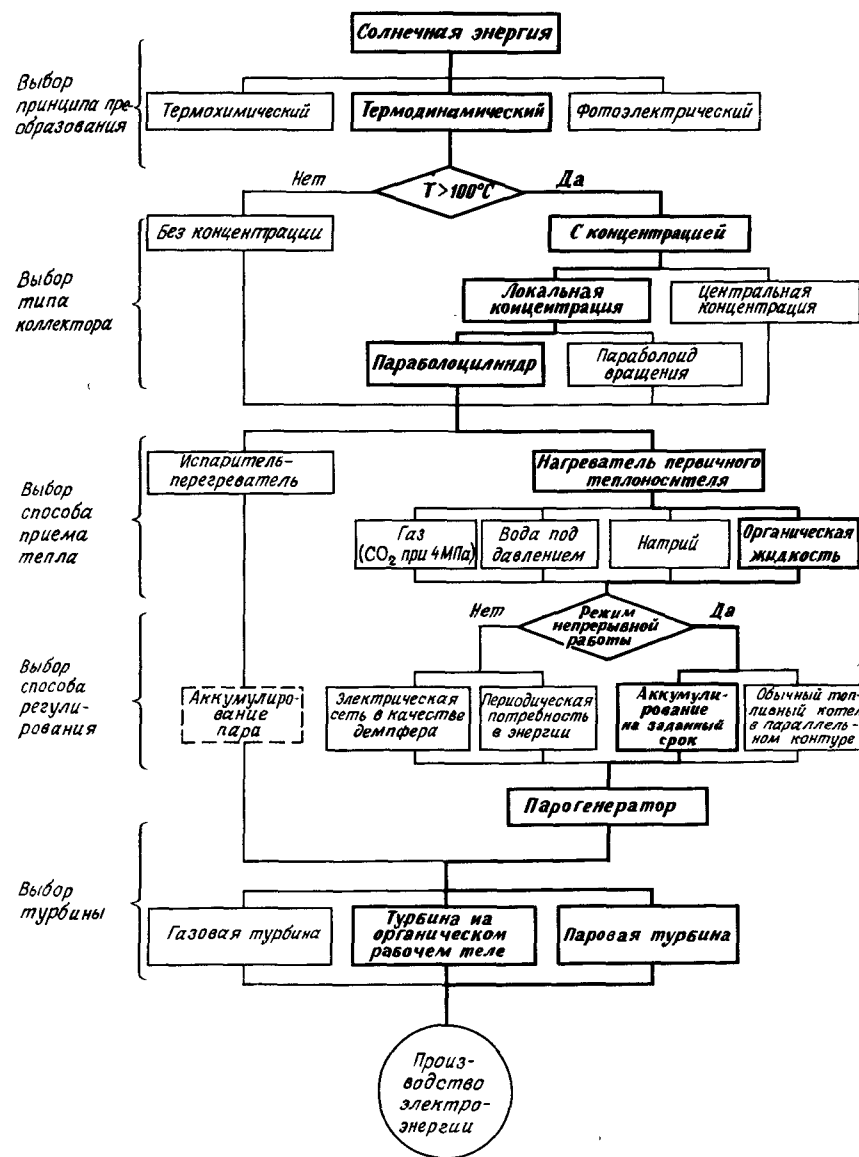 Солнечная энергия
Выбор
принципа пре-
образования
Термохимический
Термодинамический
Фотоэлектрический
Нет
T>100°C
Да
Без концентрации
С концентрацией
Выбор
типа
коллектора
Локальная
концентрация
Центральная
концентрация
Параболоцилиндр
Параболоид
вращения
Выбор
способа
приема
тепла
Испаритель-
перегреватель
Нагреватель первичного
теплоносителя
Газ
(CO₂ при 4МПа)
Вода под
давлением
Натрий
Органическая
жидкость
Нет
Режим
непрерывной
работы
Да
Выбор
способа
регули-
рования
Аккумулиро-
вание
пара
Электрическая
сеть в качестве
демпфера
Периодическая
потребность
в энергии
Аккумули-
рование
на заданный
срок
Обычный топ-
ливный котел
в параллель-
ном контуре
Парогенератор
Выбор
турбины
Газовая турбина
Турбина на
органическом
рабочем теле
Паровая турбина
Произ-
водство
электро-
энергии